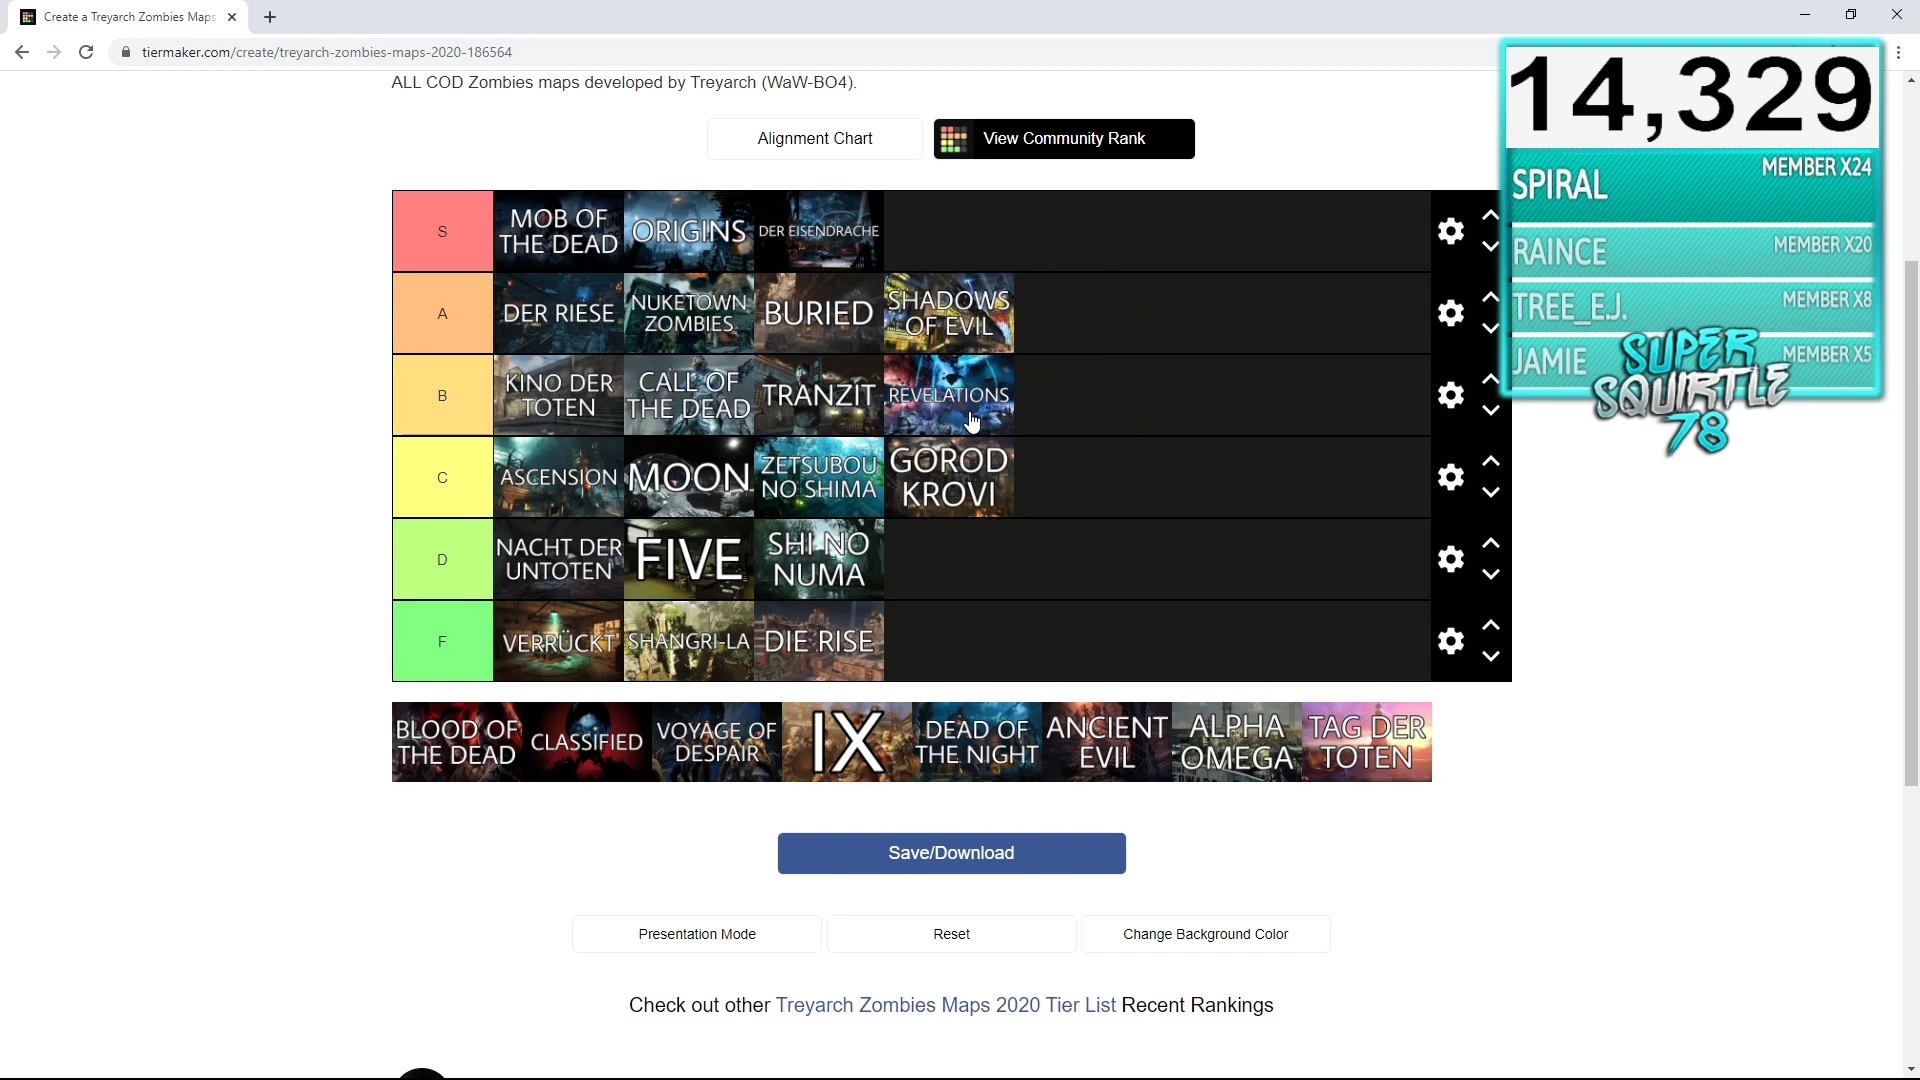 Create a Treyarch Zombies Maps
tiermaker.com/create/treyarch-zombies-maps-2020-186564
ALL COD Zombies maps developed by Treyarch (WaW-BO4).
Alignment Chart
View Community Rank
14,329
SPIRAL MEMBER X24
RAINCE MEMBER X20
TREE_E.J. MEMBER X8
JAMIE MEMBER X5
SUPER
SQUIRTLE
78
S
MOB OF
THE DEAD
ORIGINS
DER EISENDRACHE
A
DER RIESE
NUKETOWN
ZOMBIES
BURIED
SHADOWS
OF EVIL
B
KINO DER
TOTEN
CALL OF
THE DEAD
TRANZIT
REVELATIONS
C
ASCENSION
MOON
ZETSUBOU
NO SHIMA
GOROD
KROVI
D
NACHT DER
UNTOTEN
FIVE
SHI NO
NUMA
F
VERRÜCKT
SHANGRI-LA
DIE RISE
BLOOD OF
THE DEAD
CLASSIFIED
VOYAGE OF
DESPAIR
IX
DEAD OF
THE NIGHT
ANCIENT
EVIL
ALPHA
OMEGA
TAG DER
TOTEN
Save/Download
Presentation Mode
Reset
Change Background Color
Check out other Treyarch Zombies Maps 2020 Tier List Recent Rankings